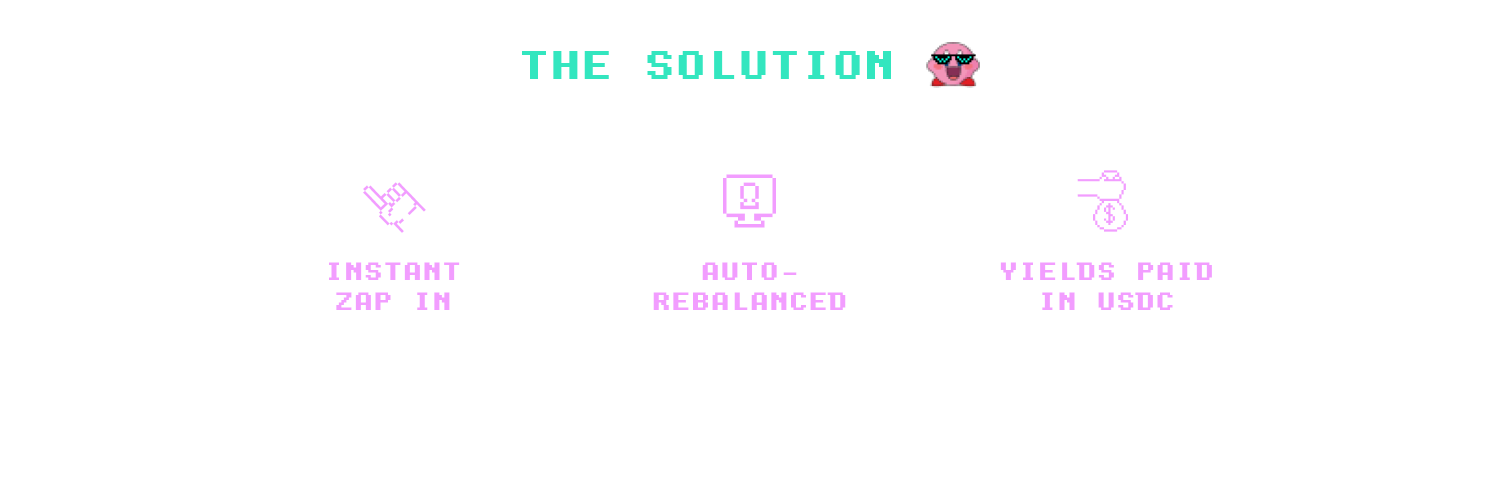 THE SOLUTION
INSTANT
ZAP IN
AUTO-
REBALANCED
YIELDS PAID
IN USDC